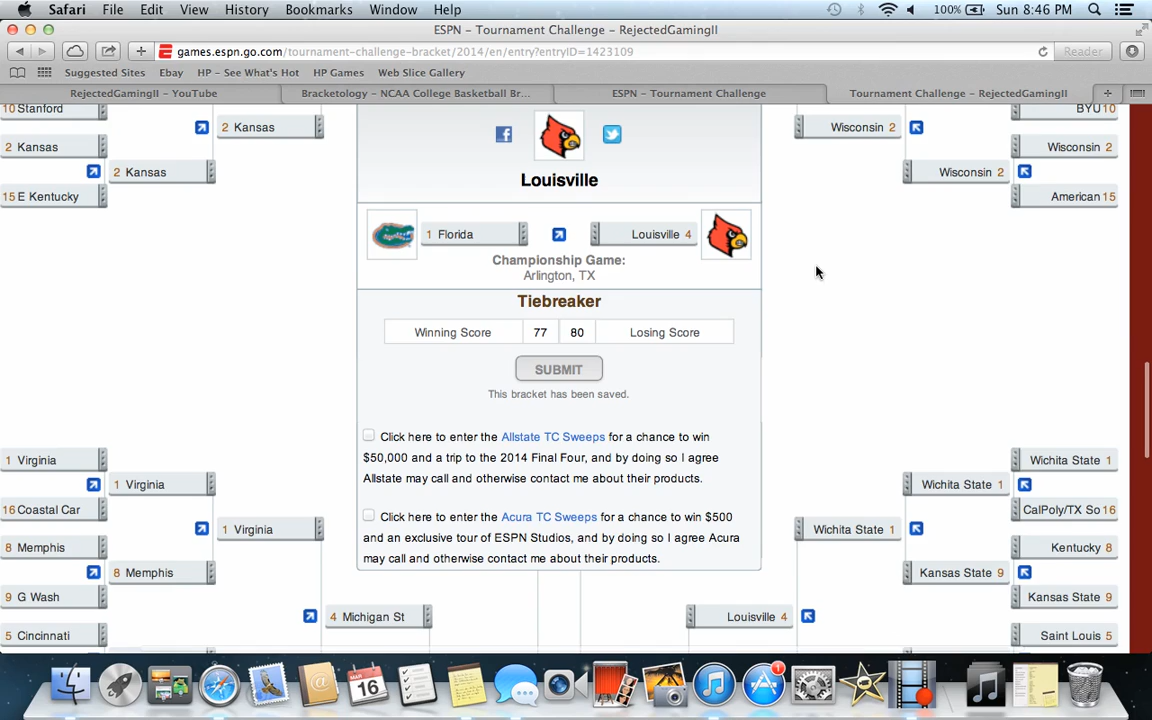 Safari File Edit View History Bookmarks Window Help 100% Sun 8:46 PM
ESPN – Tournament Challenge – RejectedGamingII
games.espn.go.com/tournament-challenge-bracket/2014/en/entry?entryID=1423109 Reader
Suggested Sites Ebay HP – See What's Hot HP Games Web Slice Gallery
RejectedGamingII – YouTube Bracketology – NCAA College Basketball Br... ESPN – Tournament Challenge Tournament Challenge – RejectedGamingII
10 Stanford
2 Kansas
2 Kansas
2 Kansas
15 E Kentucky
Louisville
1 Florida
Louisville 4
Championship Game:
Arlington, TX
Tiebreaker
Winning Score 77 80 Losing Score
SUBMIT
This bracket has been saved.
Click here to enter the Allstate TC Sweeps for a chance to win
$50,000 and a trip to the 2014 Final Four, and by doing so I agree
Allstate may call and otherwise contact me about their products.
Click here to enter the Acura TC Sweeps for a chance to win $500
and an exclusive tour of ESPN Studios, and by doing so I agree Acura
may call and otherwise contact me about their products.
BYU 10
Wisconsin 2
Wisconsin 2
Wisconsin 2
American 15
1 Virginia
1 Virginia
16 Coastal Car
1 Virginia
8 Memphis
8 Memphis
9 G Wash
4 Michigan St
5 Cincinnati
Wichita State 1
Wichita State 1
CalPoly/TX So 16
Wichita State 1
Kentucky 8
Kansas State 9
Kansas State 9
Louisville 4
Saint Louis 5
MAR
16
1